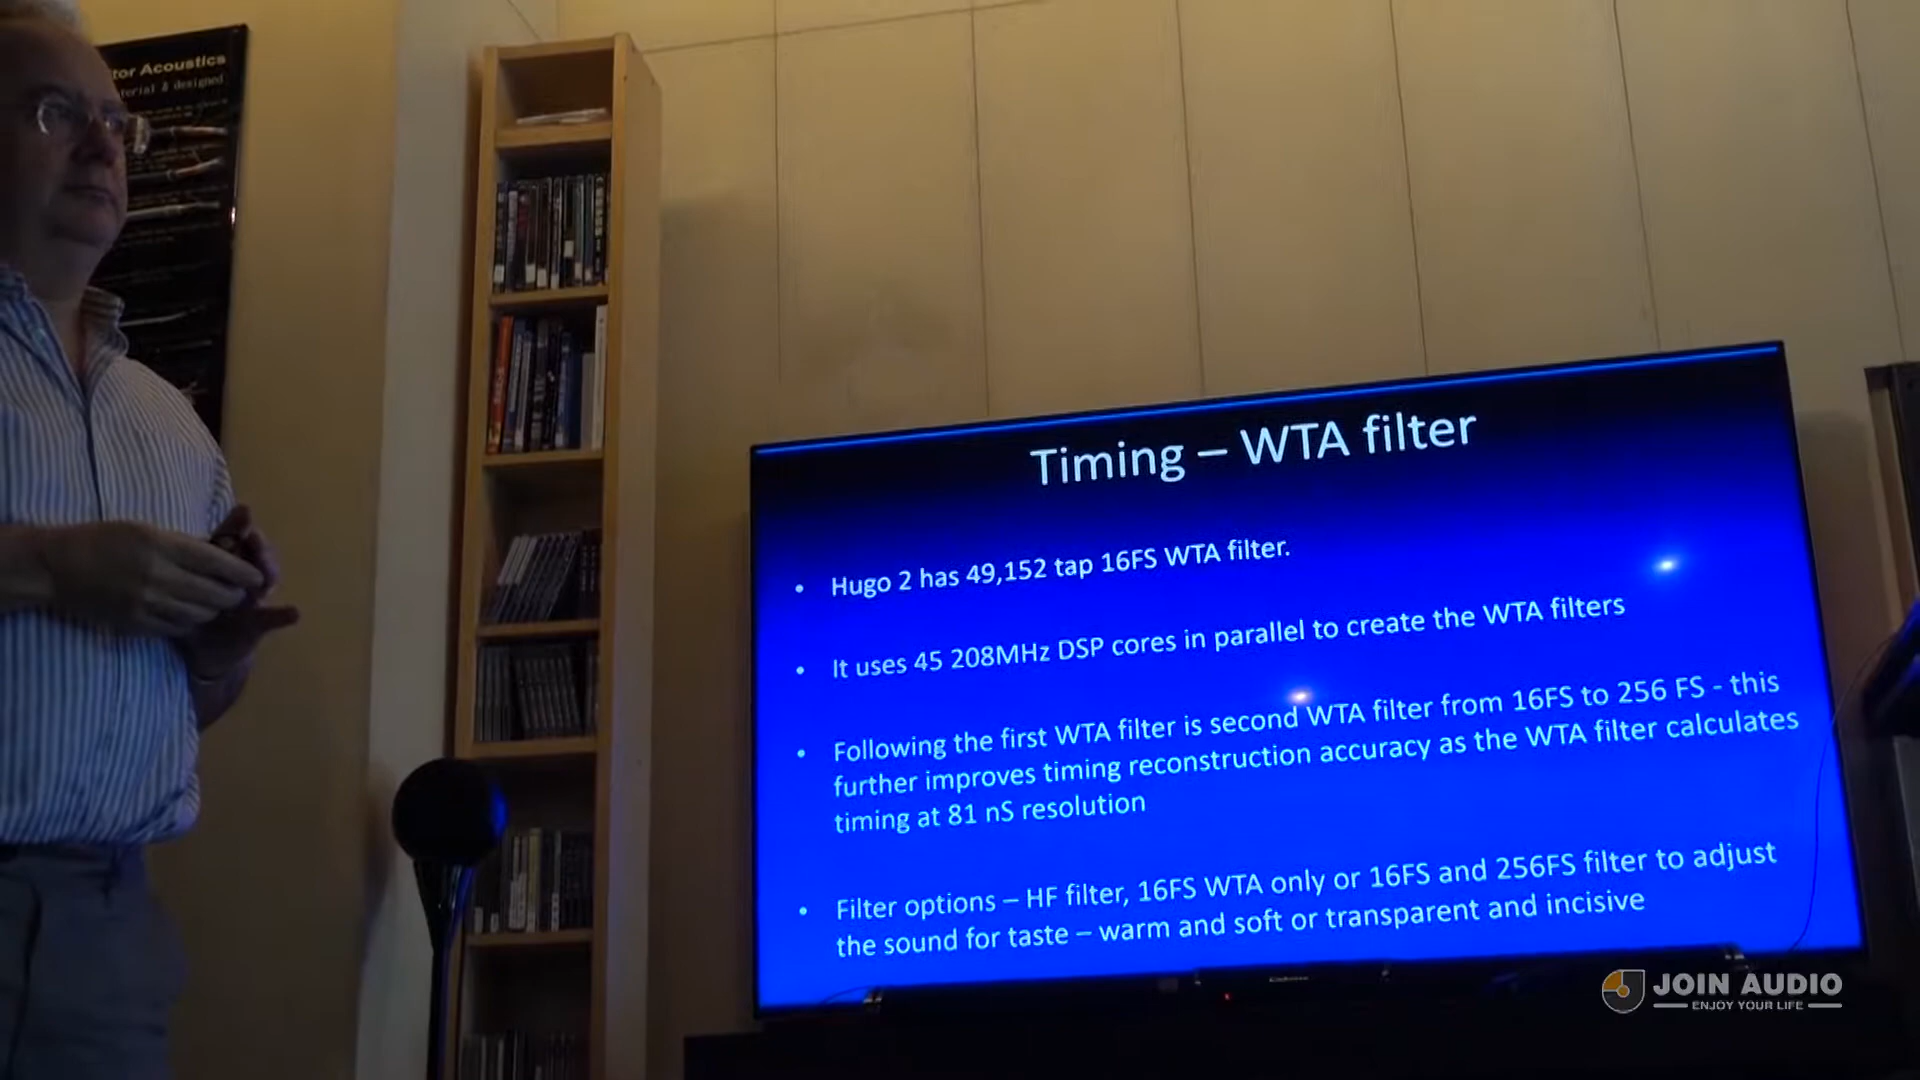 tor Acoustics
terial & designed
Timing – WTA filter
• Hugo 2 has 49,152 tap 16FS WTA filter.
• It uses 45 208MHz DSP cores in parallel to create the WTA filters
• Following the first WTA filter is second WTA filter from 16FS to 256 FS - this
further improves timing reconstruction accuracy as the WTA filter calculates
timing at 81 nS resolution
• Filter options – HF filter, 16FS WTA only or 16FS and 256FS filter to adjust
the sound for taste – warm and soft or transparent and incisive
JOIN AUDIO
ENJOY YOUR LIFE